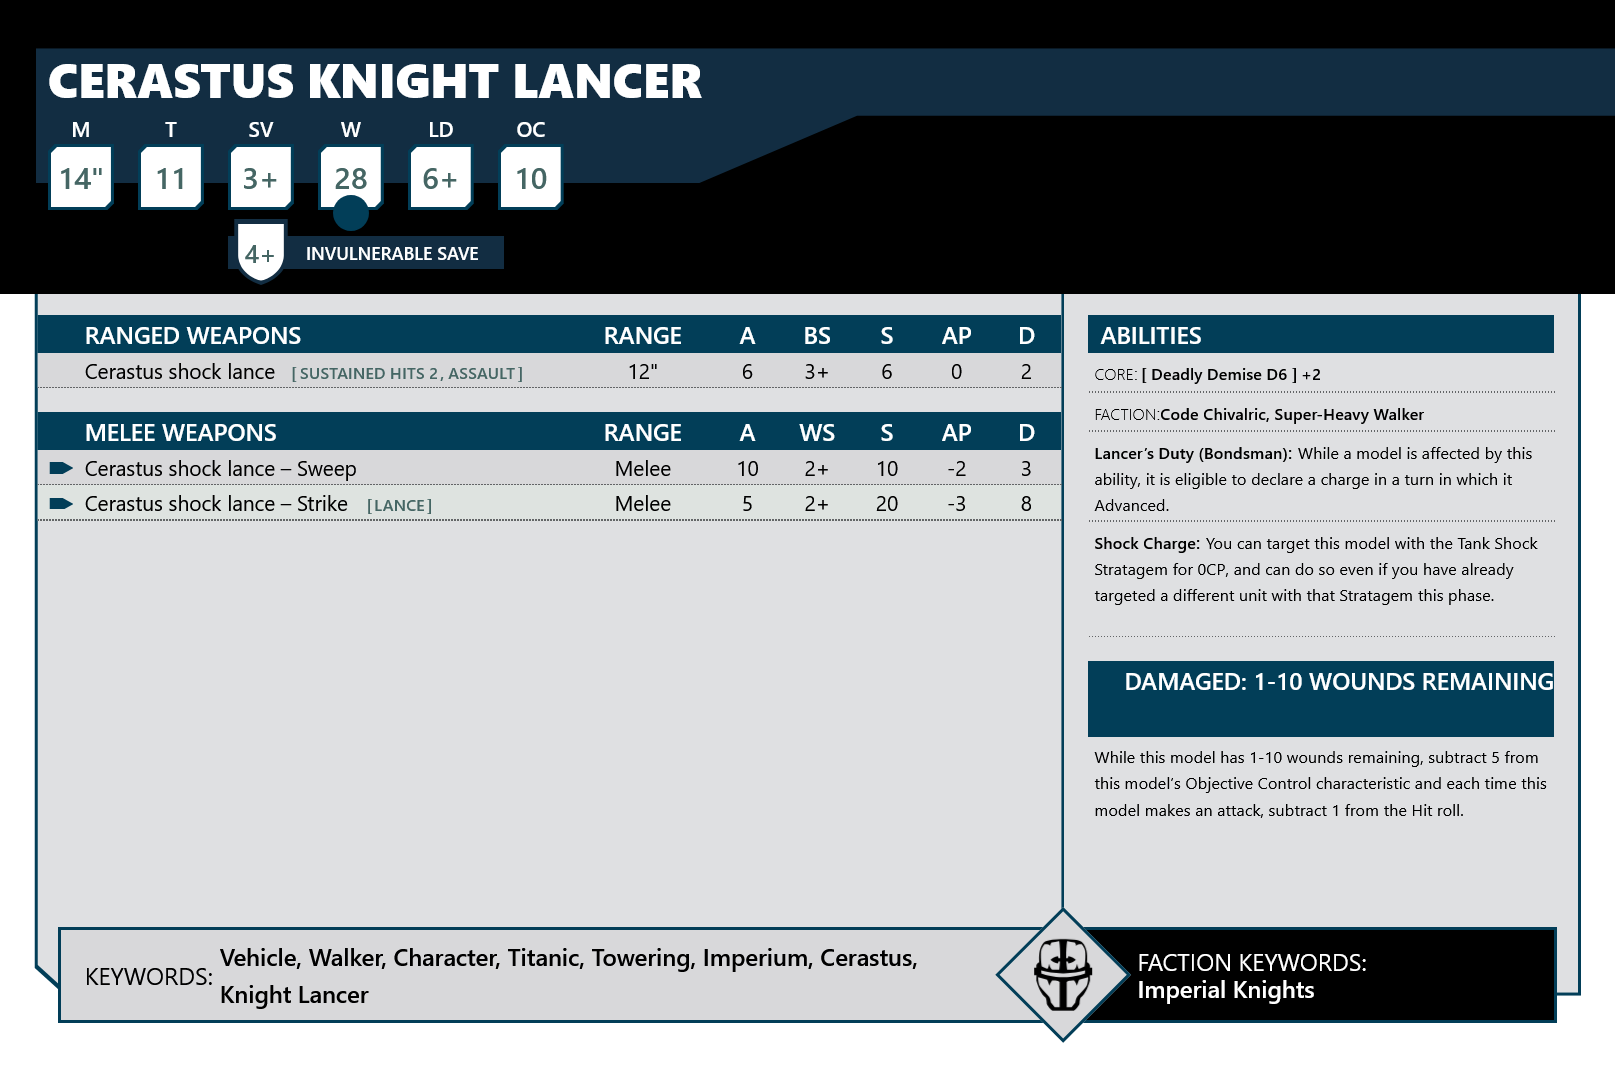 CERASTUS KNIGHT LANCER
M T SV W LD OC
14" 11 3+ 28 6+ 10
4+ INVULNERABLE SAVE
RANGED WEAPONS RANGE A BS S AP D
Cerastus shock lance [ SUSTAINED HITS 2 , ASSAULT ] 12" 6 3+ 6 0 2
MELEE WEAPONS RANGE A WS S AP D
Cerastus shock lance – Sweep Melee 10 2+ 10 -2 3
Cerastus shock lance – Strike [ LANCE ] Melee 5 2+ 20 -3 8
ABILITIES
CORE: [ Deadly Demise D6 ] +2
FACTION:Code Chivalric, Super-Heavy Walker
Lancer’s Duty (Bondsman): While a model is affected by this
ability, it is eligible to declare a charge in a turn in which it
Advanced.
Shock Charge: You can target this model with the Tank Shock
Stratagem for 0CP, and can do so even if you have already
targeted a different unit with that Stratagem this phase.
DAMAGED: 1-10 WOUNDS REMAINING
While this model has 1-10 wounds remaining, subtract 5 from
this model’s Objective Control characteristic and each time this
model makes an attack, subtract 1 from the Hit roll.
KEYWORDS: Vehicle, Walker, Character, Titanic, Towering, Imperium, Cerastus,
Knight Lancer
FACTION KEYWORDS:
Imperial Knights